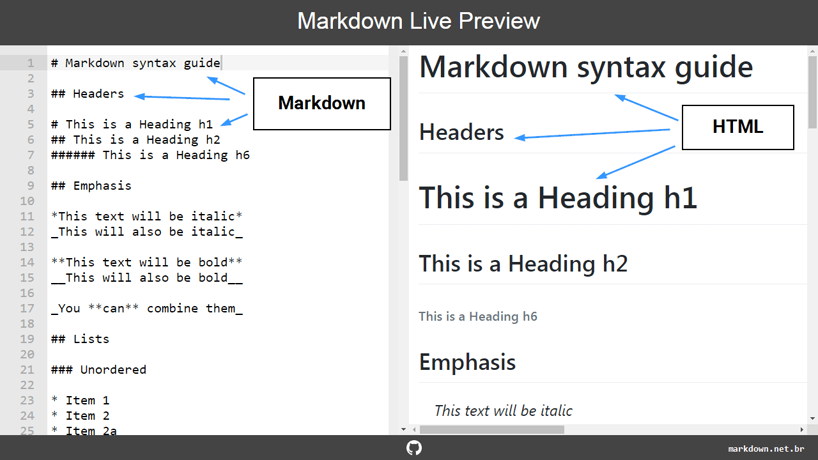 Markdown Live Preview
1 # Markdown syntax guide
2
3 ## Headers
4
5 # This is a Heading h1
6 ## This is a Heading h2
7 ###### This is a Heading h6
8
9 ## Emphasis
10
11 *This text will be italic*
12 _This will also be italic_
13
14 **This text will be bold**
15 __This will also be bold__
16
17 _You **can** combine them_
18
19 ## Lists
20
21 ### Unordered
22
23 * Item 1
24 * Item 2
25 * Item 2a
Markdown
Markdown syntax guide
Headers
HTML
This is a Heading h1
This is a Heading h2
This is a Heading h6
Emphasis
This text will be italic
markdown.net.br